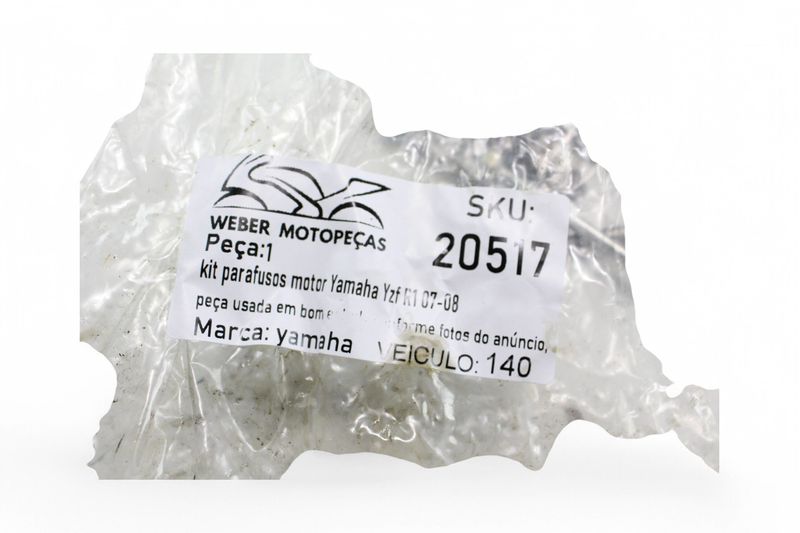 WEBER MOTOPEÇAS
SKU:
20517
Peça:1
kit parafusos motor Yamaha Yzf R1 07-08
peça usada em bom fotos do anúncio,
Marca: yamaha
VEICULO: 140